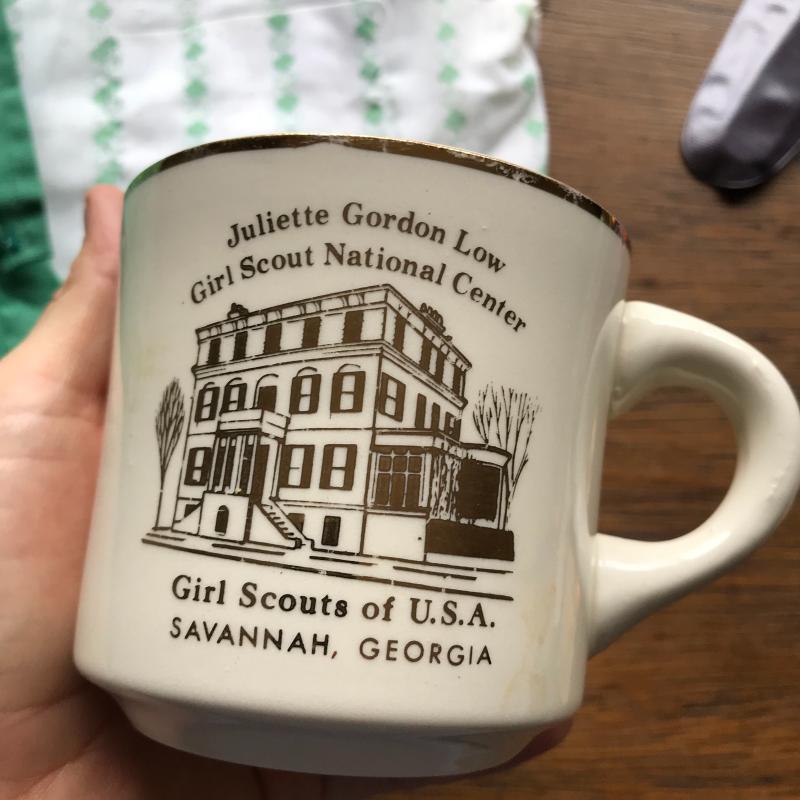 Juliette Gordon Low
Girl Scout National Center
Girl Scouts of U.S.A.
SAVANNAH, GEORGIA